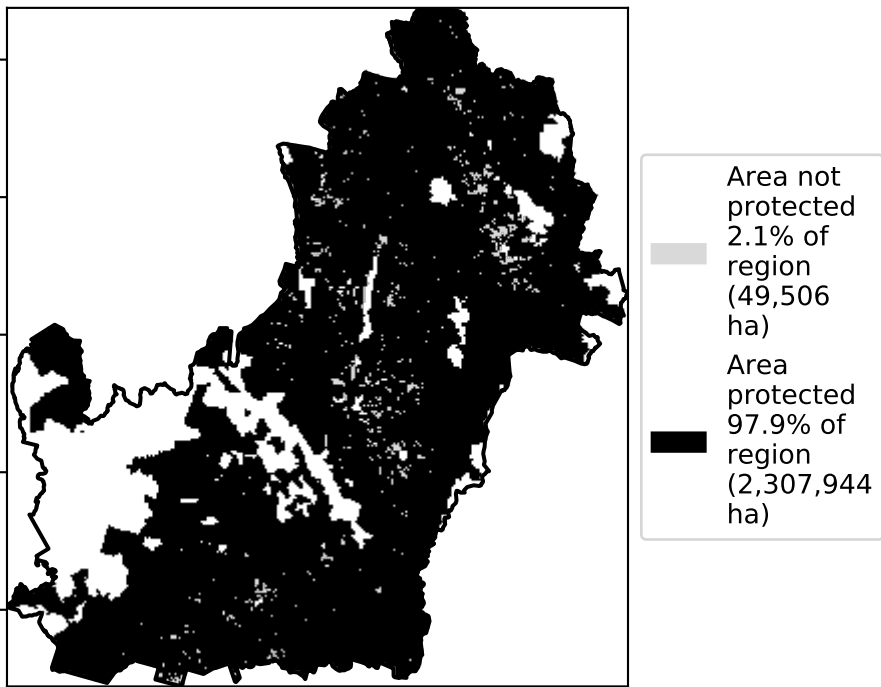 Area not
protected
2.1% of
region
(49,506
ha)
Area
protected
97.9% of
region
(2,307,944
ha)